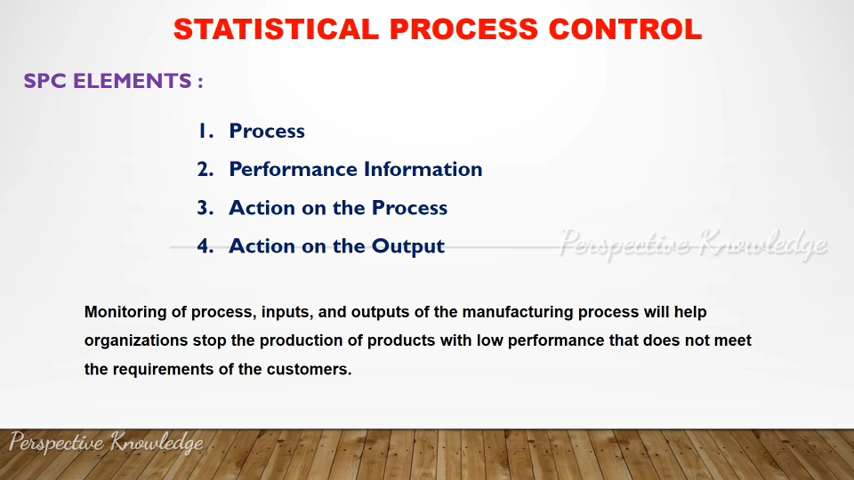 STATISTICAL PROCESS CONTROL
SPC ELEMENTS :
1. Process
2. Performance Information
3. Action on the Process
4. Action on the Output
Perspective Knowledge
Monitoring of process, inputs, and outputs of the manufacturing process will help
organizations stop the production of products with low performance that does not meet
the requirements of the customers.
Perspective Knowledge